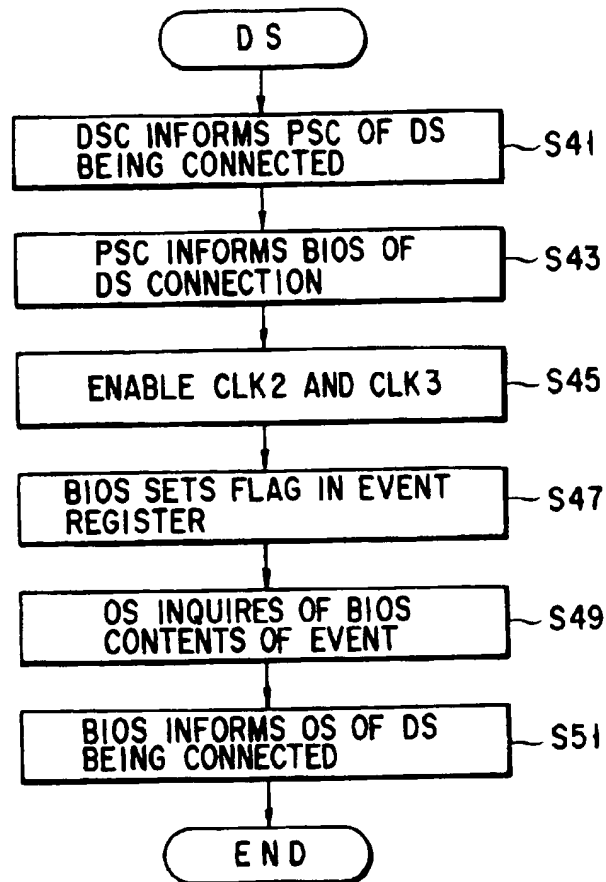 DS
DSC INFORMS PSC OF DS
BEING CONNECTED
S41
PSC INFORMS BIOS OF
DS CONNECTION
S43
ENABLE CLK2 AND CLK3
S45
BIOS SETS FLAG IN EVENT
REGISTER
S47
OS INQUIRES OF BIOS
CONTENTS OF EVENT
S49
BIOS INFORMS OS OF DS
BEING CONNECTED
S51
END